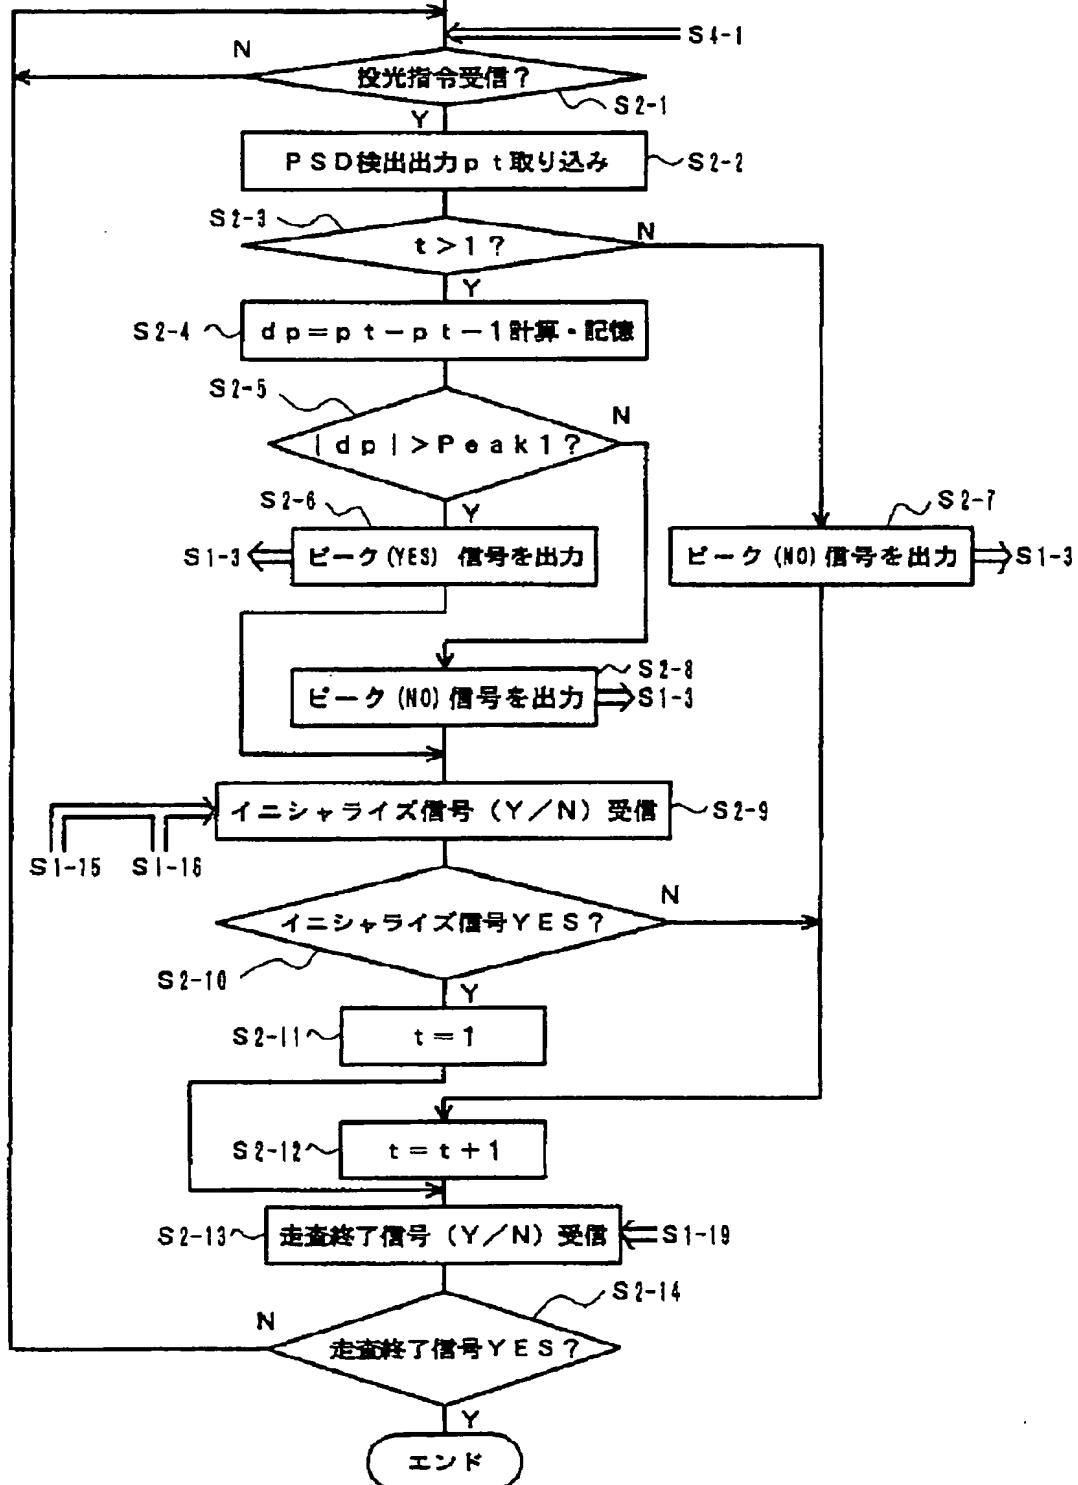 S4-1
N
投光指令受信？
S2-1
Y
PSD検出出力pt取り込み
S2-2
S2-3
t>1?
N
Y
S2-4
dp=pt-pt-1計算・記憶
S2-5
N
|dp|>Peak1?
S2-6
Y
S2-7
S1-3
ピーク(YES) 信号を出力
ピーク(NO)信号を出力
S1-3
S2-8
ピーク(NO)信号を出力
S1-3
イニシャライズ信号（Y／N）受信
S2-9
S1-15
S1-16
N
イニシャライズ信号YES？
S2-10
Y
S2-11
t=1
S2-12
t=t+1
S2-13
走査終了信号（Y／N）受信
S1-19
S2-14
N
走査終了信号YES？
Y
エンド